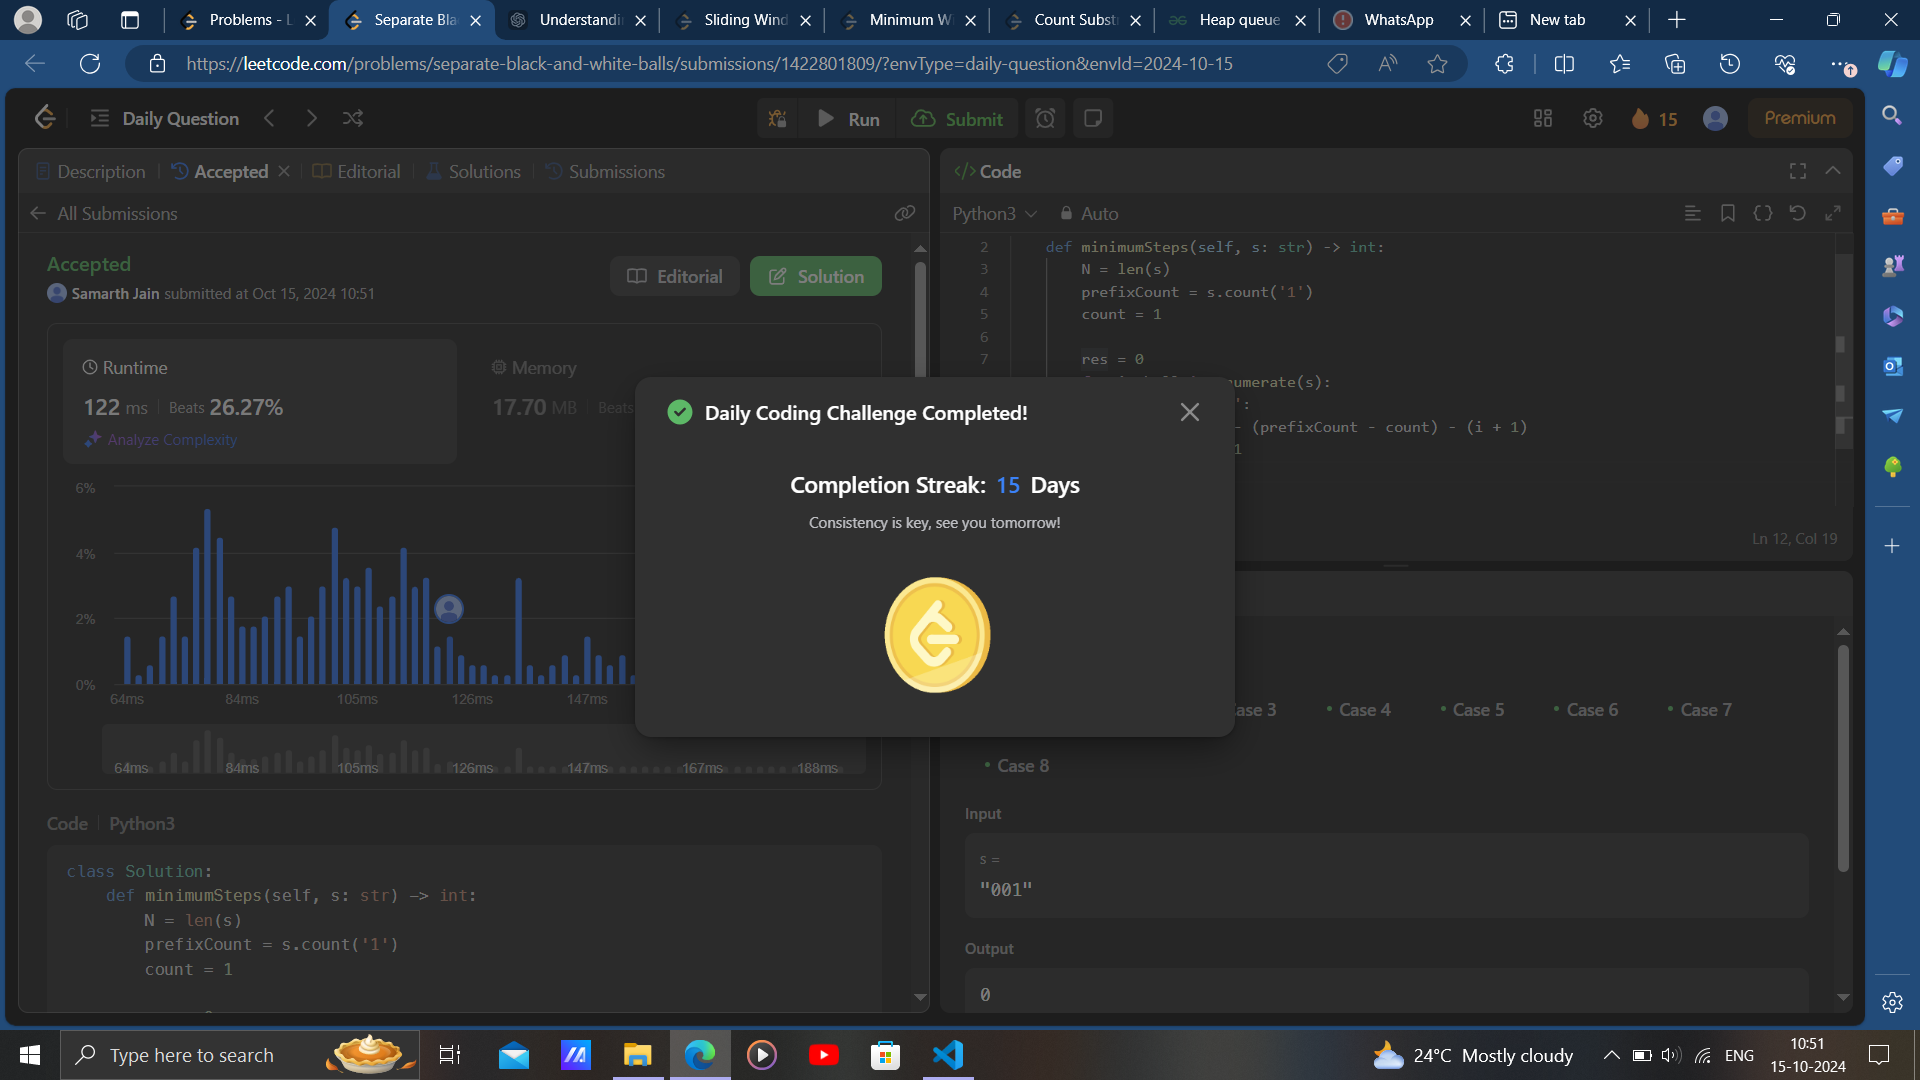 Problems - L
Separate Bla
Understandin
Sliding Wind
Minimum Wi
Count Substr
Heap queue
WhatsApp
New tab
https://leetcode.com/problems/separate-black-and-white-balls/submissions/1422801809/?envType=daily-question&envId=2024-10-15
Daily Question
Run
Submit
15
Premium
Description
Accepted
Editorial
Solutions
Submissions
</> Code
All Submissions
Python3
Auto
Accepted
Samarth Jain submitted at Oct 15, 2024 10:51
Editorial
Solution
Runtime
122 ms
Beats 26.27%
Analyze Complexity
Memory
17.70 MB
Beats
6%
4%
2%
0%
64ms 84ms 105ms 126ms 147ms
64ms 84ms 105ms 126ms 147ms 167ms 188ms
Code
Python3
class Solution:
def minimumSteps(self, s: str) -> int:
N = len(s)
prefixCount = s.count('1')
count = 1
2 def minimumSteps(self, s: str) -> int:
3 N = len(s)
4 prefixCount = s.count('1')
5 count = 1
6
7 res = 0
umerate(s):
':
- (prefixCount - count) - (i + 1)
1
Ln 12, Col 19
Daily Coding Challenge Completed!
Completion Streak: 15 Days
Consistency is key, see you tomorrow!
ase 3
Case 4
Case 5
Case 6
Case 7
Case 8
Input
s =
"001"
Output
0
Type here to search
24°C Mostly cloudy
ENG
10:51
15-10-2024